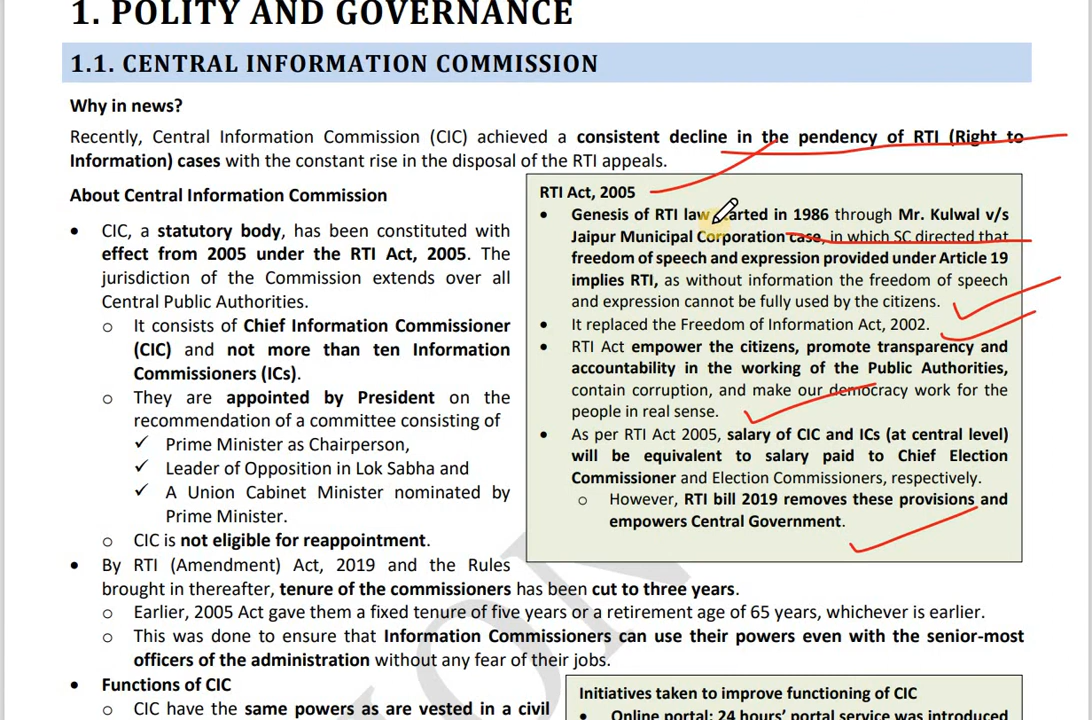 1. POLITY AND GOVERNANCE
1.1. CENTRAL INFORMATION COMMISSION
Why in news?
Recently, Central Information Commission (CIC) achieved a consistent decline in the pendency of RTI (Right to
Information) cases with the constant rise in the disposal of the RTI appeals.
About Central Information Commission
• CIC, a statutory body, has been constituted with
effect from 2005 under the RTI Act, 2005. The
jurisdiction of the Commission extends over all
Central Public Authorities.
o It consists of Chief Information Commissioner
(CIC) and not more than ten Information
Commissioners (ICs).
o They are appointed by President on the
recommendation of a committee consisting of
✓ Prime Minister as Chairperson,
✓ Leader of Opposition in Lok Sabha and
✓ A Union Cabinet Minister nominated by
Prime Minister.
o CIC is not eligible for reappointment.
• By RTI (Amendment) Act, 2019 and the Rules
brought in thereafter, tenure of the commissioners has been cut to three years.
o Earlier, 2005 Act gave them a fixed tenure of five years or a retirement age of 65 years, whichever is earlier.
o This was done to ensure that Information Commissioners can use their powers even with the senior-most
officers of the administration without any fear of their jobs.
• Functions of CIC
o CIC have the same powers as are vested in a civil
RTI Act, 2005
• Genesis of RTI law arted in 1986 through Mr. Kulwal v/s
Jaipur Municipal Corporation case, in which SC directed that
freedom of speech and expression provided under Article 19
implies RTI, as without information the freedom of speech
and expression cannot be fully used by the citizens.
• It replaced the Freedom of Information Act, 2002.
• RTI Act empower the citizens, promote transparency and
accountability in the working of the Public Authorities,
contain corruption, and make our democracy work for the
people in real sense.
• As per RTI Act 2005, salary of CIC and ICs (at central level)
will be equivalent to salary paid to Chief Election
Commissioner and Election Commissioners, respectively.
o However, RTI bill 2019 removes these provisions and
empowers Central Government.
Initiatives taken to improve functioning of CIC
• Online portal: 24 hours' portal service was introduced